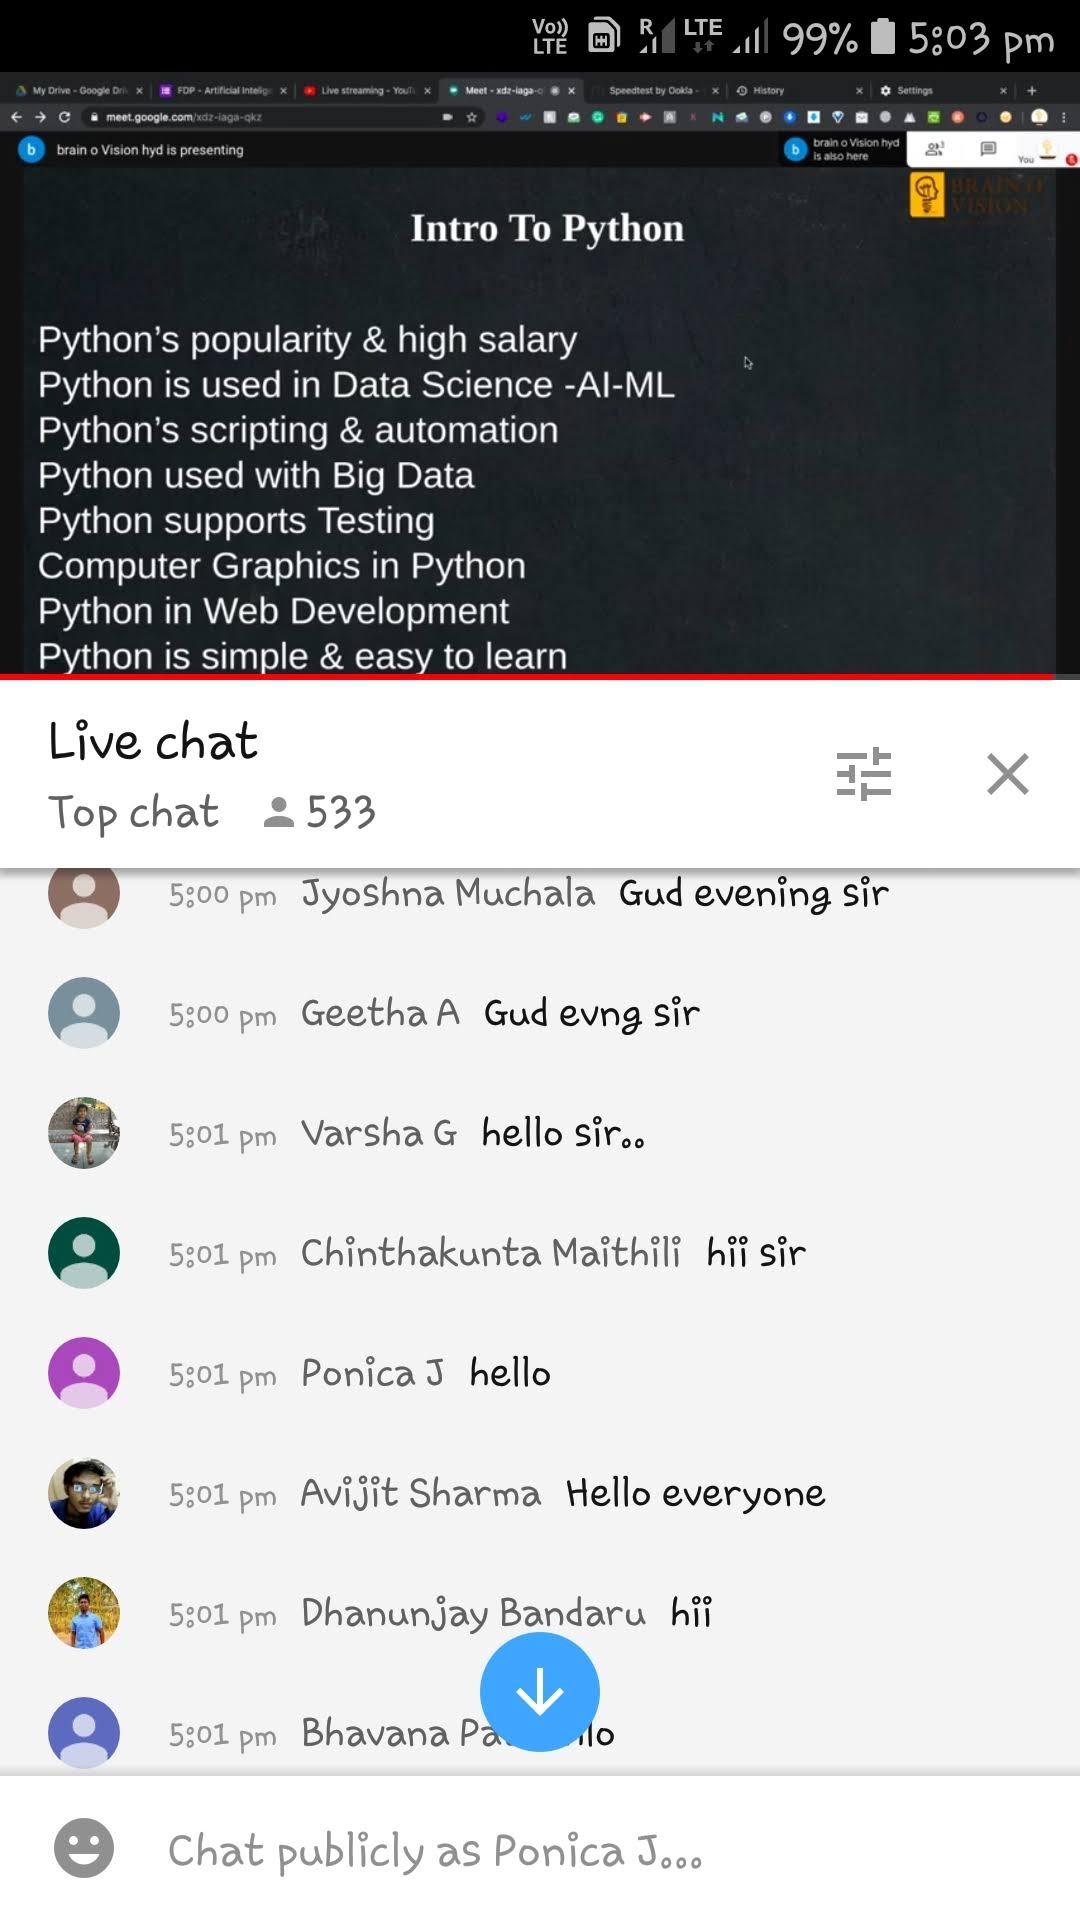 Vo)) LTE R LTE 99% 5:03 pm
My Drive - Google Driv FDP - Artificial Intelige Live streaming - YouTu Meet - xdz-iaga-q Speedtest by Ookla - History Settings
meet.google.com/xdz-iaga-qkz
b brain o Vision hyd is presenting
b brain o Vision hyd is also here 3 You
BRAIN O
VISION
Intro To Python
Python’s popularity & high salary
Python is used in Data Science -AI-ML
Python’s scripting & automation
Python used with Big Data
Python supports Testing
Computer Graphics in Python
Python in Web Development
Python is simple & easy to learn
Live chat
Top chat 533
5:00 pm Jyoshna Muchala Gud evening sir
5:00 pm Geetha A Gud evng sir
5:01 pm Varsha G hello sir..
5:01 pm Chinthakunta Maithili hii sir
5:01 pm Ponica J hello
5:01 pm Avijit Sharma Hello everyone
5:01 pm Dhanunjay Bandaru hii
5:01 pm Bhavana
Chat publicly as Ponica J...